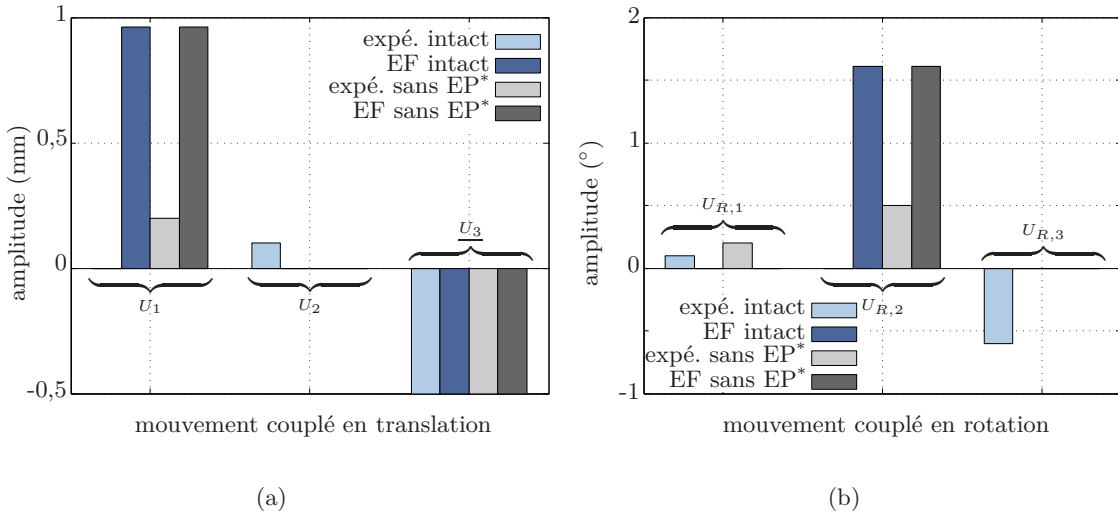 1
0,5
0
-0,5
amplitude (mm)
expé. intact
EF intact
expé. sans EP*
EF sans EP*
U1
U2
U3
mouvement couplé en translation
(a)
2
1
0
-1
amplitude (°)
UR,1
UR,2
UR,3
expé. intact
EF intact
expé. sans EP*
EF sans EP*
mouvement couplé en rotation
(b)